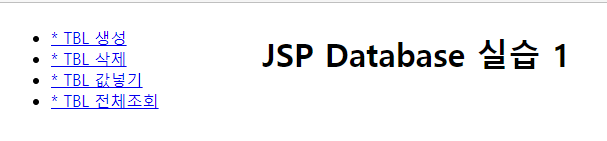 * TBL 생성
* TBL 삭제
* TBL 값넣기
* TBL 전체조회
JSP Database 실습 1